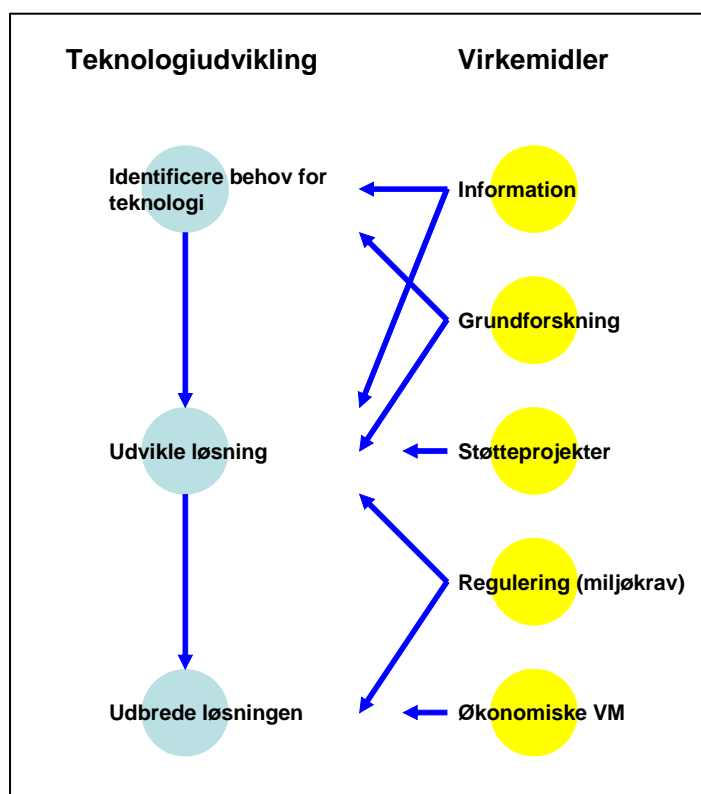 Teknologiudvikling
Virkemidler
Identificere behov for
teknologi
Information
Grundforskning
Udvikle løsning
Støtteprojekter
Regulering (miljøkrav)
Udbrede løsningen
Økonomiske VM